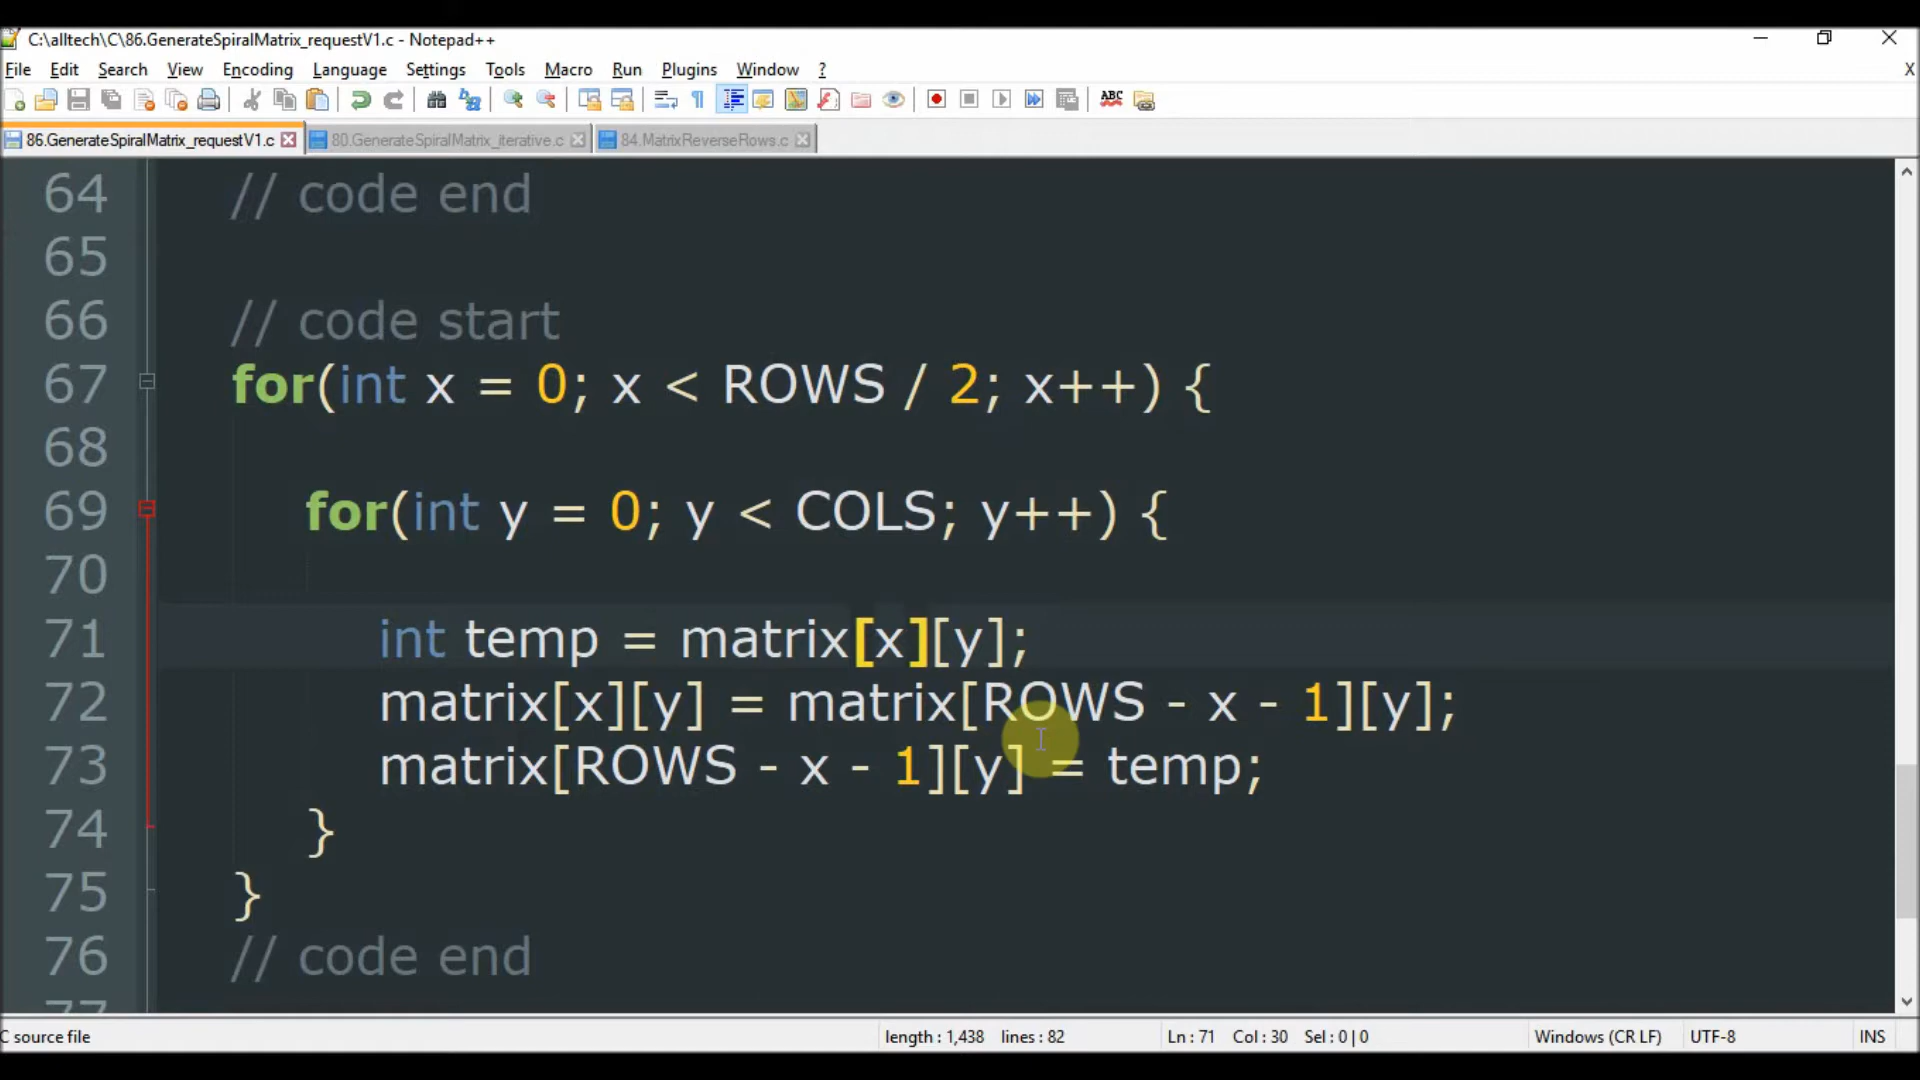 C:\alltech\C\86.GenerateSpiralMatrix_requestV1.c - Notepad++
File Edit Search View Encoding Language Settings Tools Macro Run Plugins Window ? X
86.GenerateSpiralMatrix_requestV1.c 80.GenerateSpiralMatrix_iterative.c 84.MatrixReverseRows.c
64 // code end
65
66 // code start
67 for(int x = 0; x < ROWS / 2; x++) {
68
69 for(int y = 0; y < COLS; y++) {
70
71 int temp = matrix[x][y];
72 matrix[x][y] = matrix[ROWS - x - 1][y];
73 matrix[ROWS - x - 1][y] = temp;
74 }
75 }
76 // code end
77
C source file length : 1,438 lines : 82 Ln : 71 Col : 30 Sel : 0 | 0 Windows (CR LF) UTF-8 INS